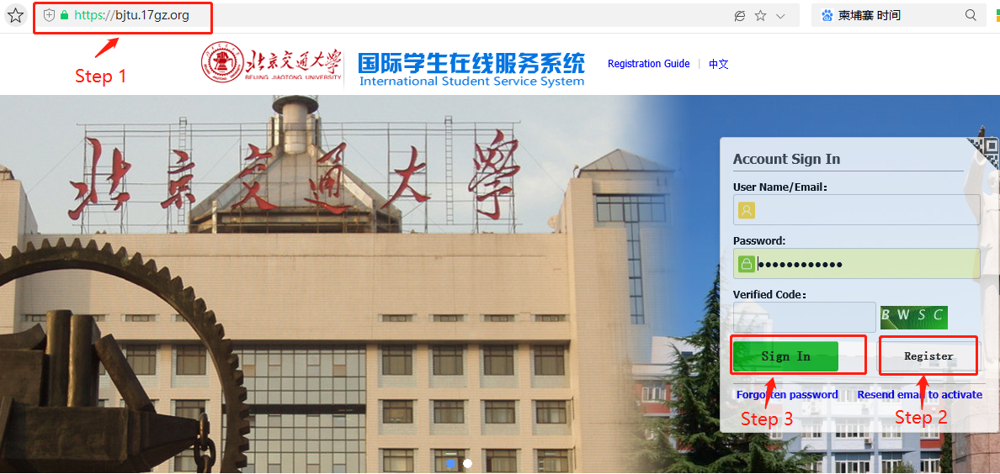 https://bjtu.17gz.org
柬埔寨 时间
Step 1
北京交通大学
BEIJING JIAOTONG UNIVERSITY
国际学生在线服务系统
International Student Service System
Registration Guide | 中文
北京交通大学
Account Sign In
User Name/Email：
Password:
Verified Code：
B W S C
Sign In
Register
Forgotten password
Resend email to activate
Step 3
Step 2